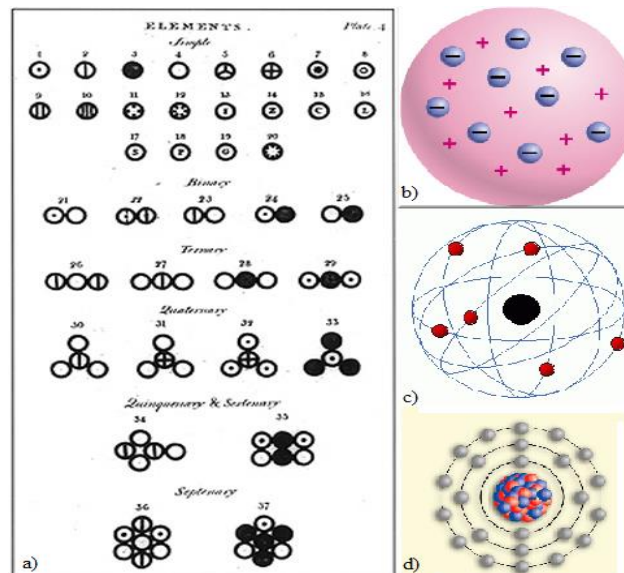 ELEMENTS. Plate 4
Simple
1 2 3 4 5 6 7 8
9 10 11 12 13 14 15 16
I Z C L
17 18 19 20
S P G
Binary
21 22 23 24 25
Ternary
26 27 28 29
Quaternary
30 31 32 33
Quinquenary & Sextenary
34 35
Septenary
36 37
a)
b)
c)
d)